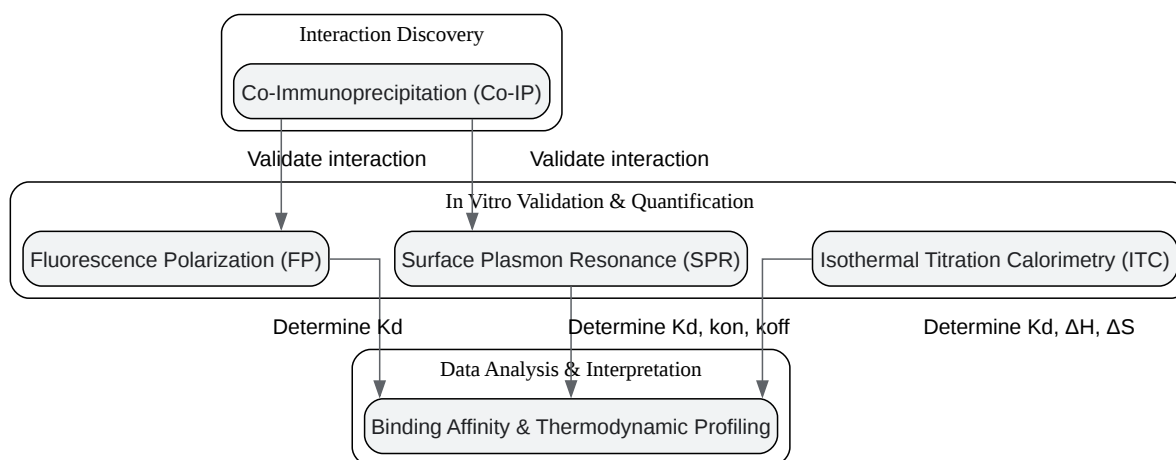 Interaction Discovery
Co-Immunoprecipitation (Co-IP)
Validate interaction
Validate interaction
In Vitro Validation & Quantification
Fluorescence Polarization (FP)
Surface Plasmon Resonance (SPR)
Isothermal Titration Calorimetry (ITC)
Determine Kd
Determine Kd, kon, koff
Determine Kd, ΔH, ΔS
Data Analysis & Interpretation
Binding Affinity & Thermodynamic Profiling